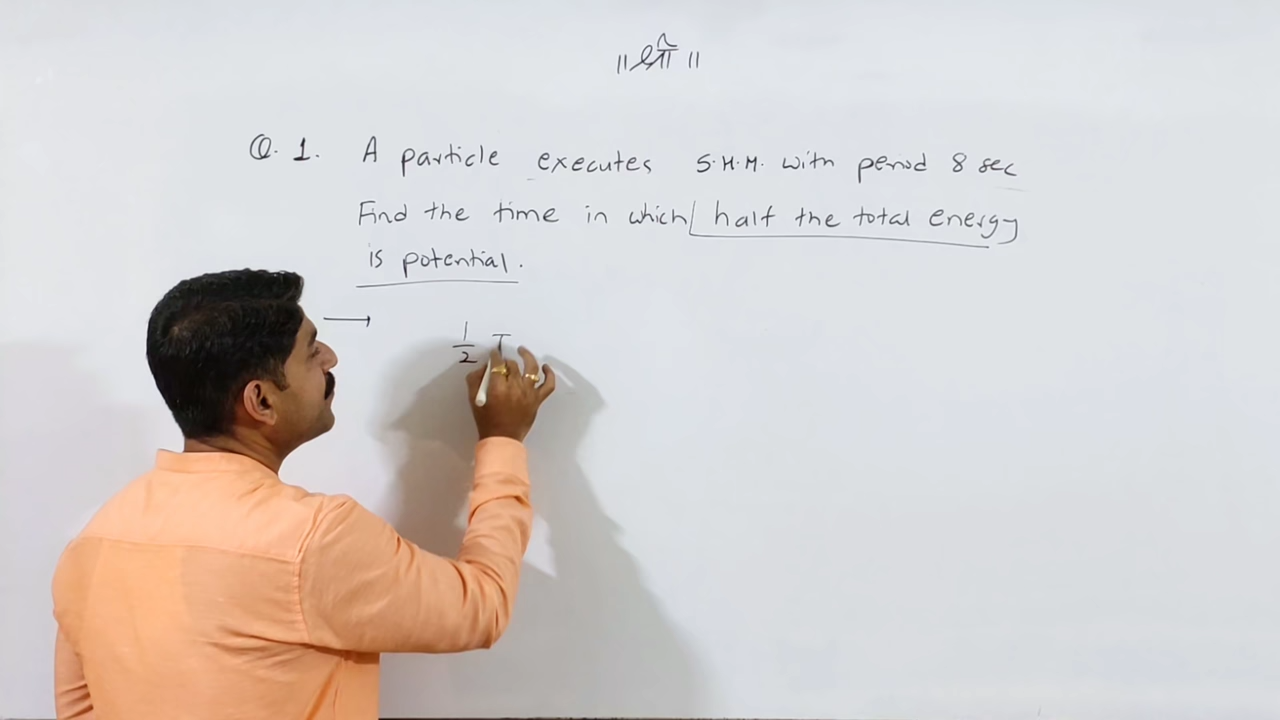 ॥ श्री ॥
Q. 1. A particle executes S.H.M. with period 8 sec
Find the time in which half the total energy
is potential.
→ 1/2 T